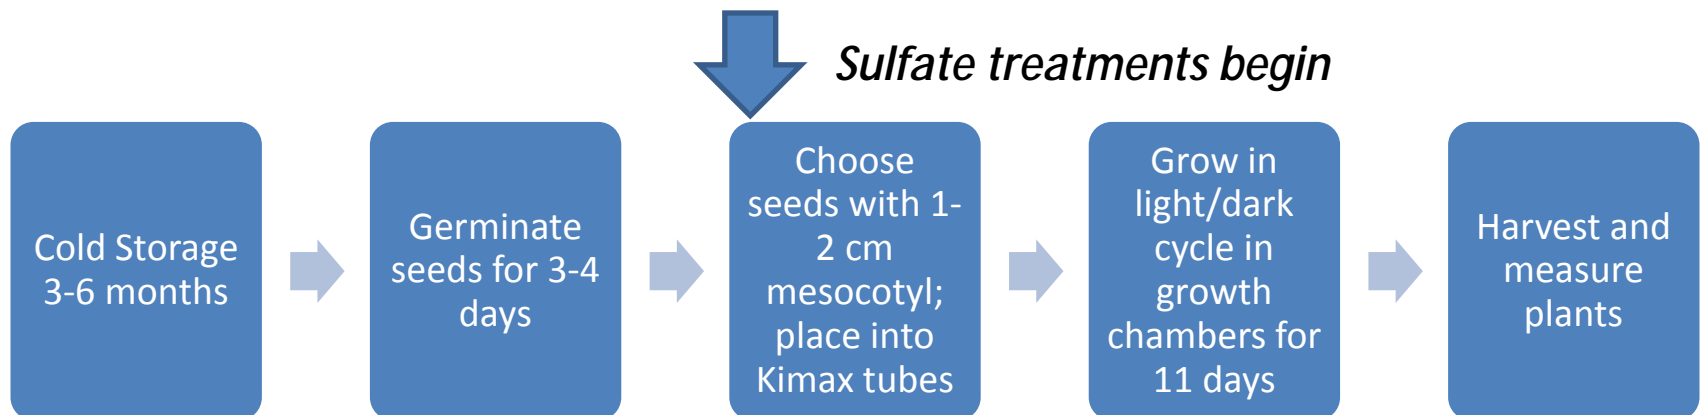 Sulfate treatments begin
Cold Storage
3-6 months
Germinate
seeds for 3-4
days
Choose
seeds with 1-
2 cm
mesocotyl;
place into
Kimax tubes
Grow in
light/dark
cycle in
growth
chambers for
11 days
Harvest and
measure
plants